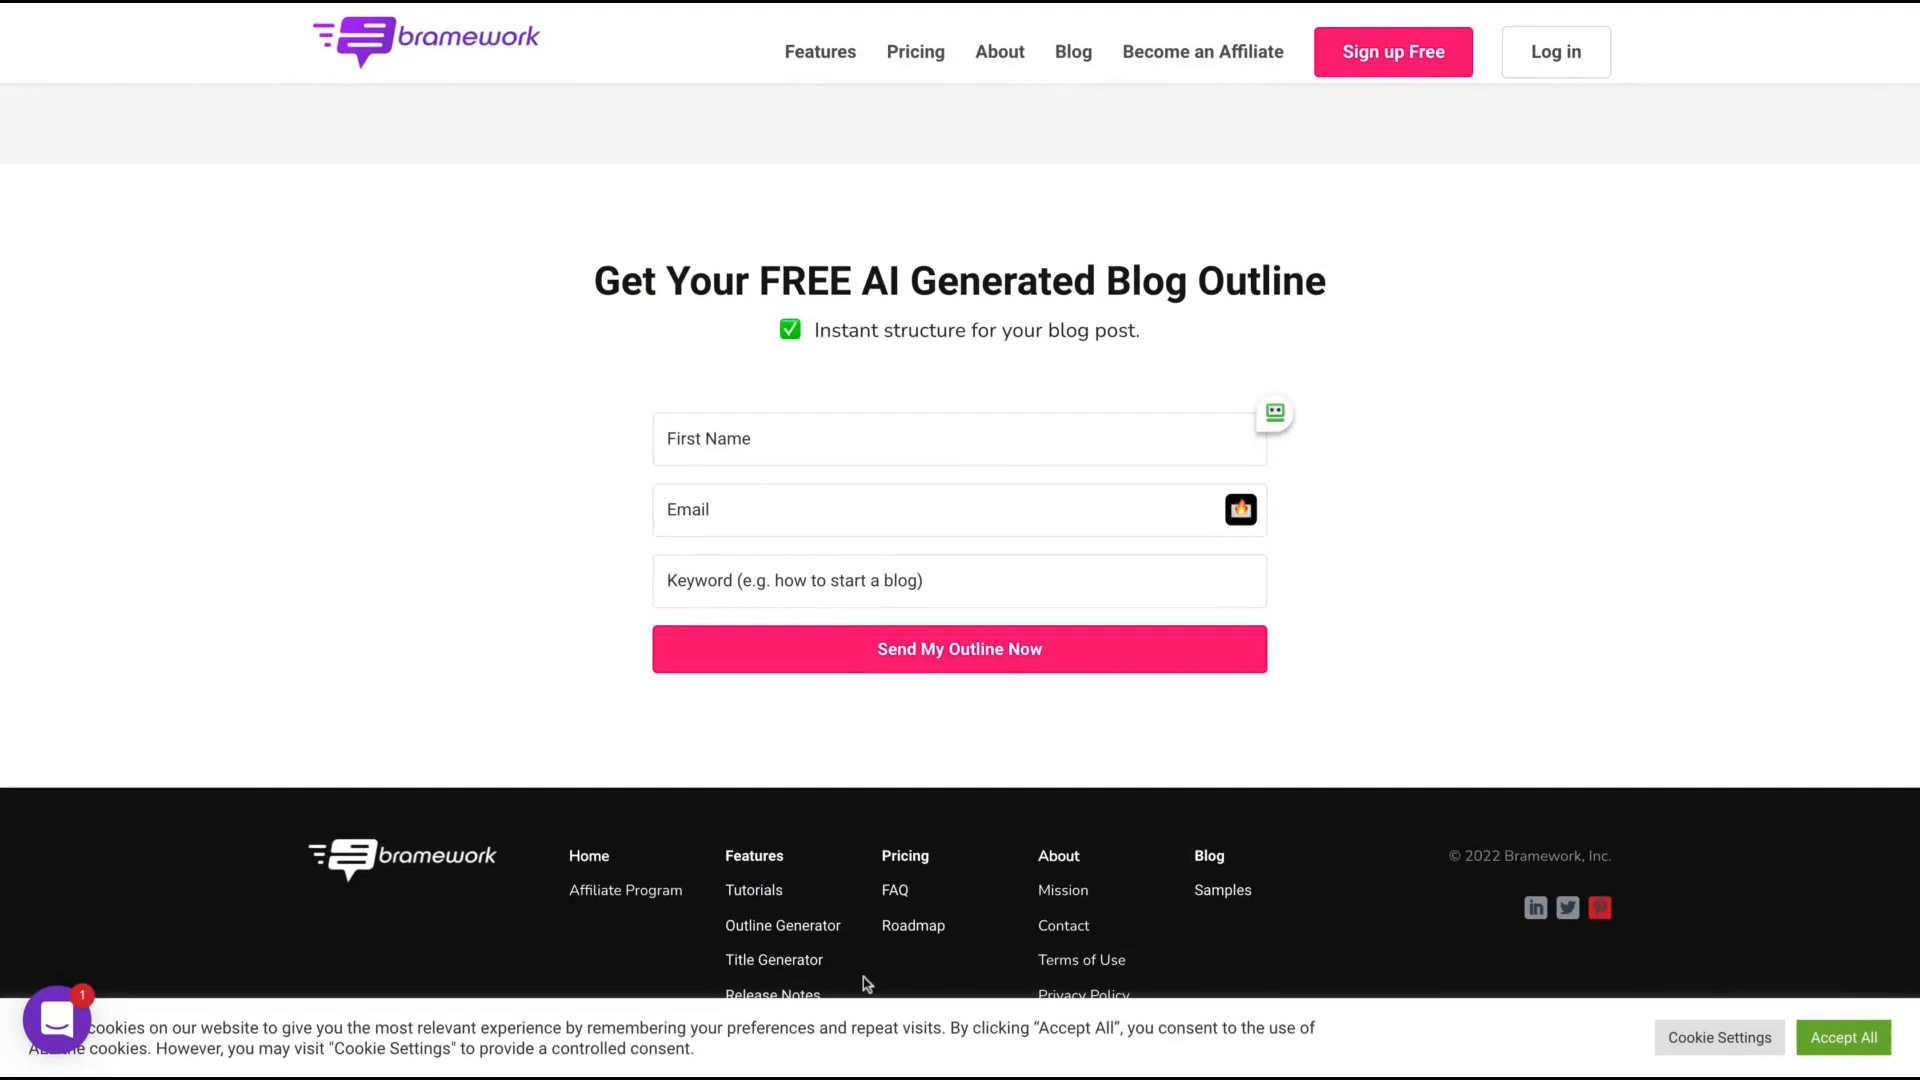 bramework
Features Pricing About Blog Become an Affiliate Sign up Free Log in
Get Your FREE AI Generated Blog Outline
✅ Instant structure for your blog post.
First Name
Email
Keyword (e.g. how to start a blog)
Send My Outline Now
bramework
Home
Affiliate Program
Features
Tutorials
Outline Generator
Title Generator
Release Notes
Pricing
FAQ
Roadmap
About
Mission
Contact
Terms of Use
Privacy Policy
Blog
Samples
© 2022 Bramework, Inc.
in
1
cookies on our website to give you the most relevant experience by remembering your preferences and repeat visits. By clicking “Accept All”, you consent to the use of
cookies. However, you may visit "Cookie Settings" to provide a controlled consent.
Cookie Settings
Accept All